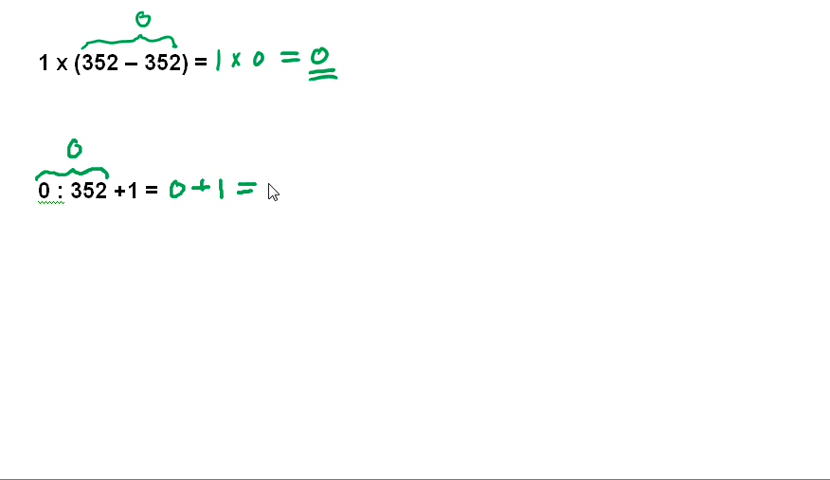 0
1 x (352 – 352) = 1 x 0 = 0
0
0 : 352 +1 = 0 + 1 =